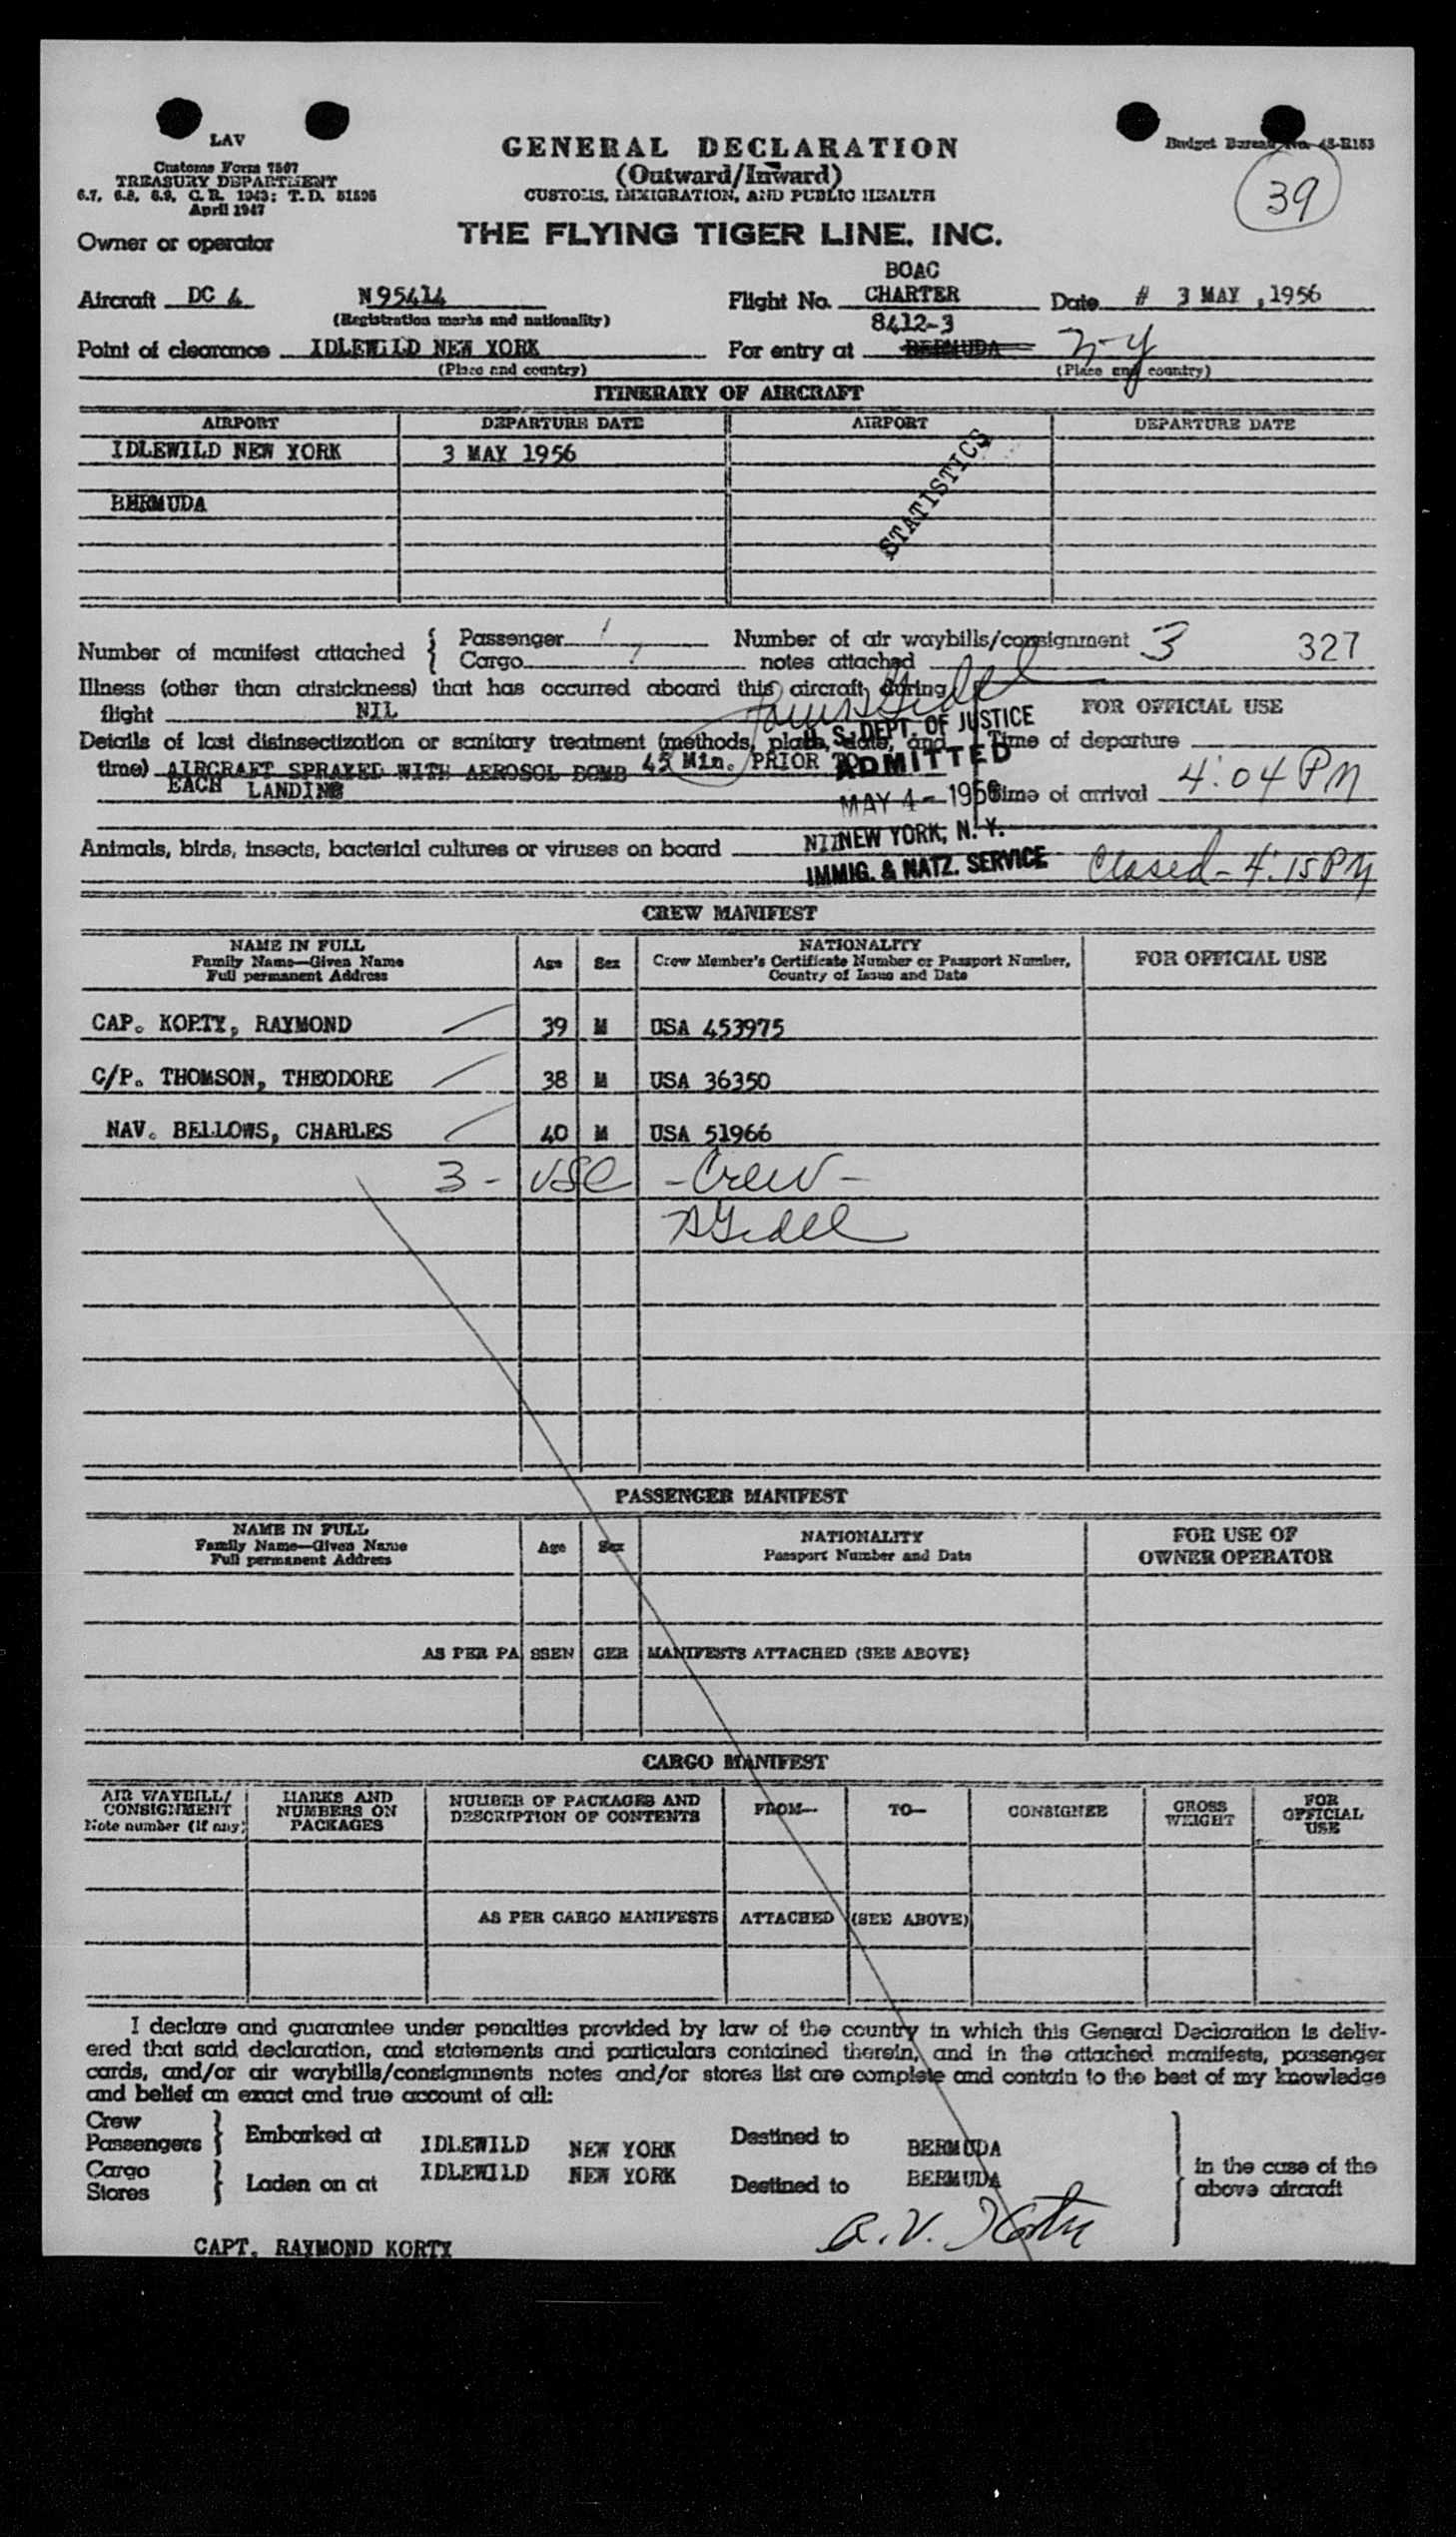 LAV
Customs Form 7507
TREASURY DEPARTMENT
6.7, 6.8, 6.9, C.R. 1943; T.D. 51596
April 1947
GENERAL DECLARATION
(Outward/Inward)
CUSTOMS, IMMIGRATION, AND PUBLIC HEALTH
Budget Bureau No. 43-R153
39
Owner or operator
THE FLYING TIGER LINE, INC.
BOAC
Aircraft DC 4 N95414 Flight No. CHARTER Date # 3 MAY, 1956
(Registration marks and nationality) 8412-3
Point of clearance IDLEWILD NEW YORK For entry at BERMUDA N-Y
(Place and country) (Place and country)
ITINERARY OF AIRCRAFT
AIRPORT DEPARTURE DATE AIRPORT DEPARTURE DATE
IDLEWILD NEW YORK 3 MAY 1956
STATISTICS
BERMUDA
Number of manifest attached { Passenger Number of air waybills/consignment 3 327
Cargo notes attached
Illness (other than airsickness) that has occurred aboard this aircraft during
flight NIL FOR OFFICIAL USE
U. S. DEPT. OF JUSTICE
Details of last disinsectization or sanitary treatment (methods, place, date, and Time of departure
time) AIRCRAFT SPRAYED WITH AEROSOL BOMB 45 Min. PRIOR TO ADMITTED
EACH LANDING
MAY 4 - 1956 Time of arrival 4:04 PM
Animals, birds, insects, bacterial cultures or viruses on board NIL NEW YORK, N. Y.
IMMIG. & NATZ. SERVICE Closed - 4:15 PM
CREW MANIFEST
NAME IN FULL
Family Name—Given Name
Full permanent Address
Age Sex
NATIONALITY
Crew Member's Certificate Number or Passport Number,
Country of Issue and Date
FOR OFFICIAL USE
CAP. KORTY, RAYMOND 39 M USA 453975
C/P. THOMSON, THEODORE 38 M USA 36350
NAV. BELLOWS, CHARLES 40 M USA 51966
3 - USC - Crew -
PASSENGER MANIFEST
NAME IN FULL
Family Name—Given Name
Full permanent Address
Age Sex
NATIONALITY
Passport Number and Date
FOR USE OF
OWNER OPERATOR
AS PER PASSENGER MANIFESTS ATTACHED (SEE ABOVE)
CARGO MANIFEST
AIR WAYBILL/
CONSIGNMENT
Note number (if any)
MARKS AND
NUMBERS ON
PACKAGES
NUMBER OF PACKAGES AND
DESCRIPTION OF CONTENTS
FROM— TO— CONSIGNEE
GROSS
WEIGHT
FOR
OFFICIAL
USE
AS PER CARGO MANIFESTS ATTACHED (SEE ABOVE)
I declare and guarantee under penalties provided by law of the country in which this General Declaration is deliv-
ered that said declaration, and statements and particulars contained therein, and in the attached manifests, passenger
cards, and/or air waybills/consignments notes and/or stores list are complete and contain to the best of my knowledge
and belief an exact and true account of all:
Crew
Passengers } Embarked at IDLEWILD NEW YORK Destined to BERMUDA
Cargo
Stores } Laden on at IDLEWILD NEW YORK Destined to BERMUDA
} in the case of the
above aircraft
R. V. Korty
CAPT. RAYMOND KORTY